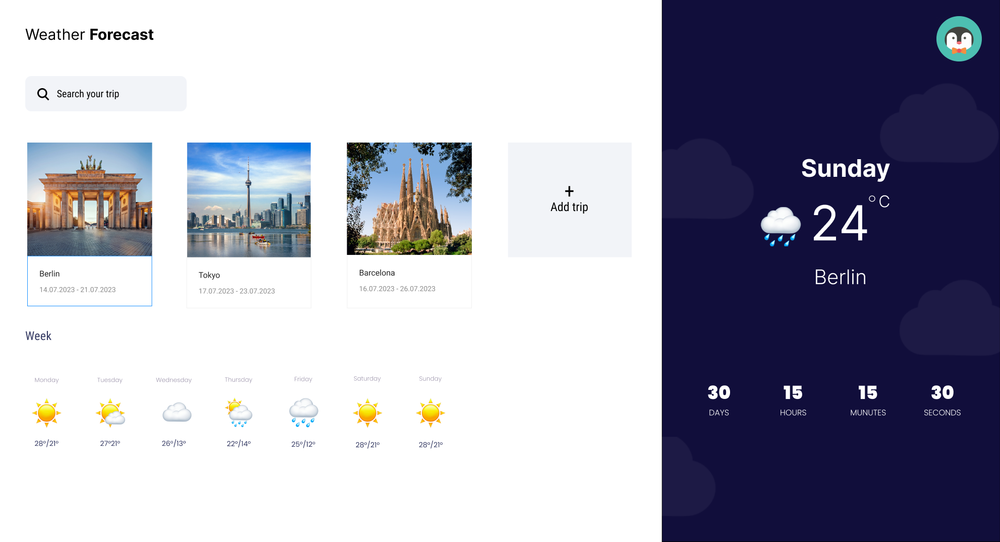 Weather Forecast
Search your trip
+
Add trip
Berlin
14.07.2023 - 21.07.2023
Tokyo
17.07.2023 - 23.07.2023
Barcelona
16.07.2023 - 26.07.2023
Week
Monday Tuesday Wednesday Thursday Friday Saturday Sunday
28°/21° 27°21° 26°/13° 22°/14° 25°/12° 28°/21° 28°/21°
Sunday
24 °C
Berlin
30 15 15 30
DAYS HOURS MUNUTES SECONDS